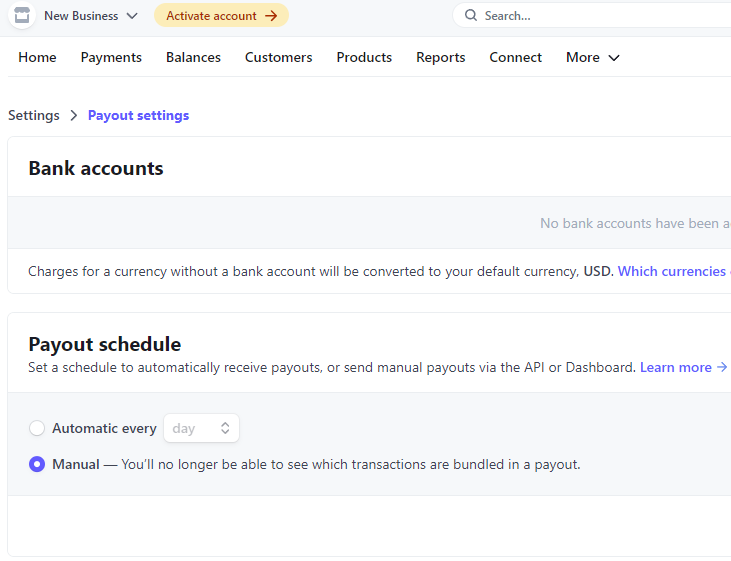 New Business Activate account → Search...
Home Payments Balances Customers Products Reports Connect More
Settings > Payout settings
Bank accounts
No bank accounts have been
Charges for a currency without a bank account will be converted to your default currency, USD. Which currencies
Payout schedule
Set a schedule to automatically receive payouts, or send manual payouts via the API or Dashboard. Learn more →
Automatic every day
Manual — You'll no longer be able to see which transactions are bundled in a payout.